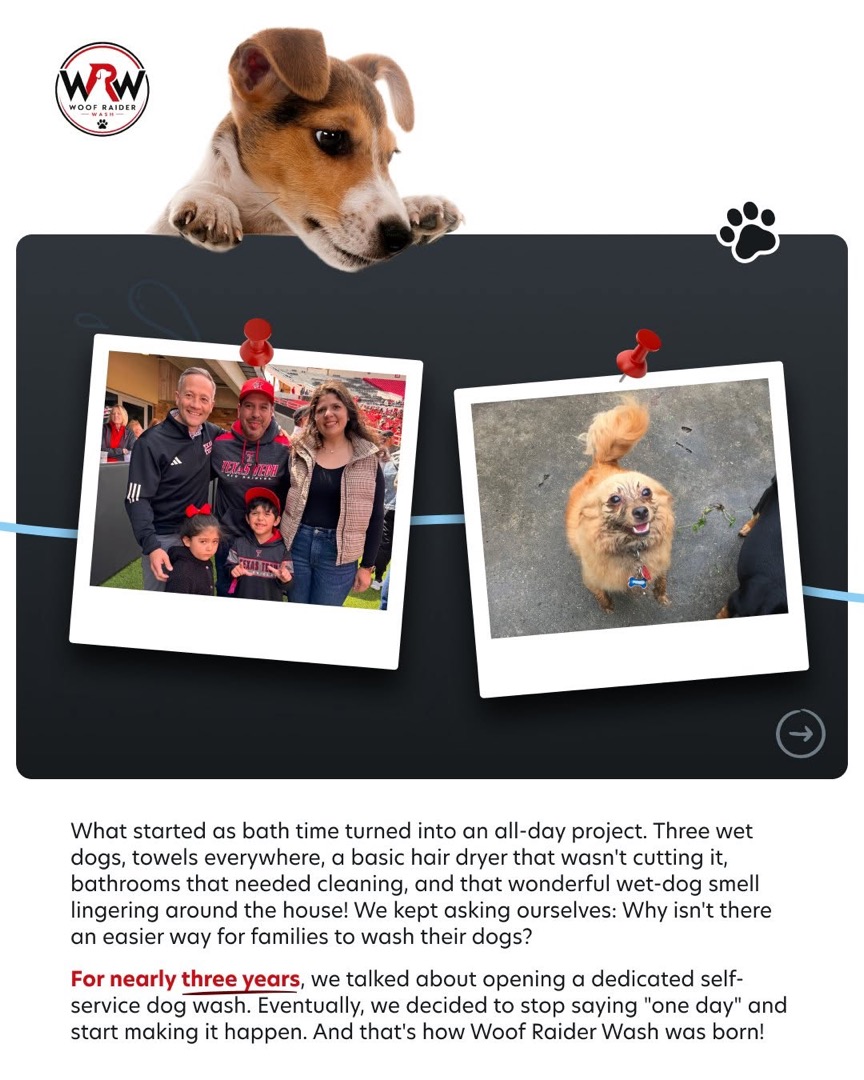 WRW
WOOF RAIDER
WASH
TEXAS TECH
TEXAS TECH
What started as bath time turned into an all-day project. Three wet
dogs, towels everywhere, a basic hair dryer that wasn't cutting it,
bathrooms that needed cleaning, and that wonderful wet-dog smell
lingering around the house! We kept asking ourselves: Why isn't there
an easier way for families to wash their dogs?
For nearly three years, we talked about opening a dedicated self-
service dog wash. Eventually, we decided to stop saying "one day" and
start making it happen. And that's how Woof Raider Wash was born!